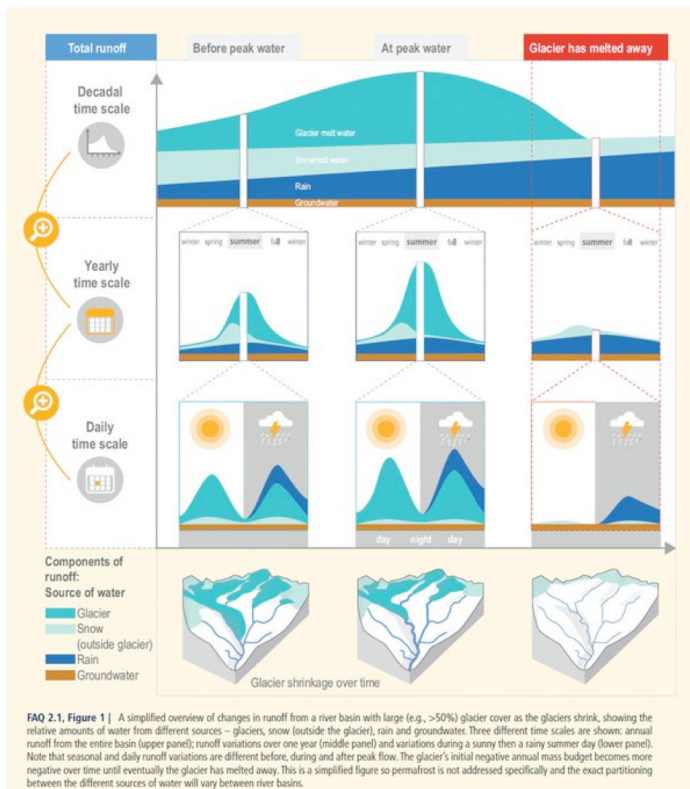 Total runoff
Before peak water
At peak water
Glacier has melted away
Decadal
time scale
Glacier melt water
Snowmelt water
Rain
Groundwater
winter spring summer fall winter
winter spring summer fall winter
winter spring summer fall winter
Yearly
time scale
Daily
time scale
day night day
Components of
runoff:
Source of water
Glacier
Snow
(outside glacier)
Rain
Groundwater
Glacier shrinkage over time
FAQ 2.1, Figure 1 | A simplified overview of changes in runoff from a river basin with large (e.g., >50%) glacier cover as the glaciers shrink, showing the
relative amounts of water from different sources – glaciers, snow (outside the glacier), rain and groundwater. Three different time scales are shown: annual
runoff from the entire basin (upper panel); runoff variations over one year (middle panel) and variations during a sunny then a rainy summer day (lower panel).
Note that seasonal and daily runoff variations are different before, during and after peak flow. The glacier's initial negative annual mass budget becomes more
negative over time until eventually the glacier has melted away. This is a simplified figure so permafrost is not addressed specifically and the exact partitioning
between the different sources of water will vary between river basins.